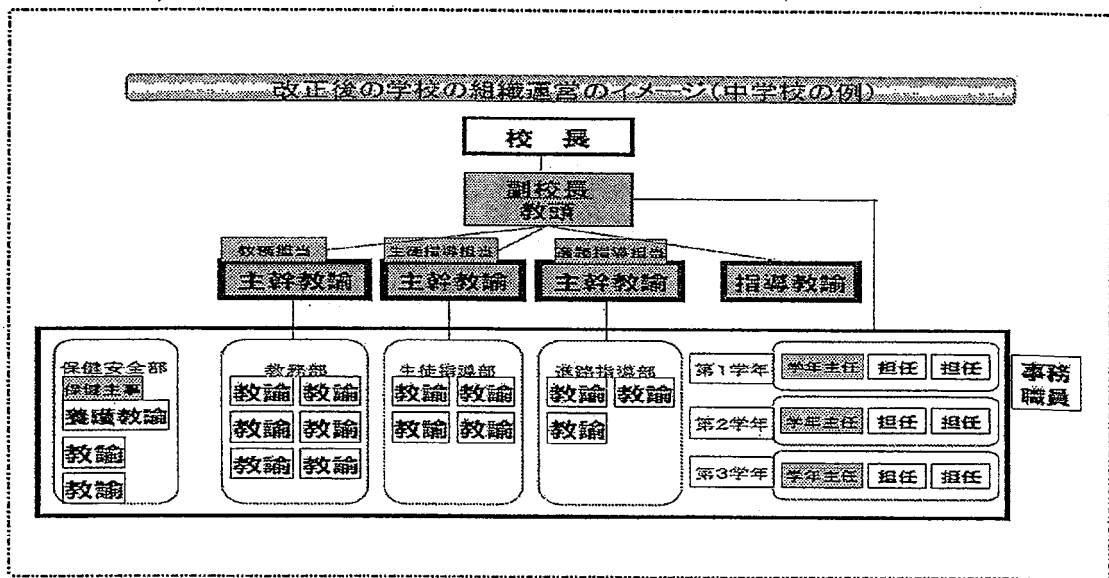 改正後の学校の組織運営のイメージ(中学校の例)
校 長
副校長
教頭
教務担当
生徒指導担当
進路指導担当
主幹教諭
主幹教諭
主幹教諭
指導教諭
保健安全部
保健主事
養護教諭
教諭
教諭
教務部
教諭 教諭
教諭 教諭
教諭 教諭
生徒指導部
教諭 教諭
教諭 教諭
進路指導部
教諭 教諭
教諭
第1学年 学年主任 担任 担任
第2学年 学年主任 担任 担任
第3学年 学年主任 担任 担任
事務
職員